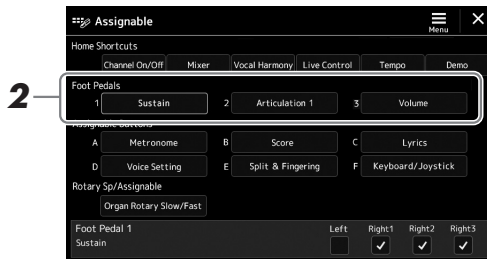 Assignable
Menu
Home Shortcuts
Channel On/Off Mixer Vocal Harmony Live Control Tempo Demo
2
Foot Pedals
1 Sustain 2 Articulation 1 3 Volume
Assignable Buttons
A Metronome B Score C Lyrics
D Voice Setting E Split & Fingering F Keyboard/Joystick
Rotary Sp/Assignable
Organ Rotary Slow/Fast
Foot Pedal 1 Left Right1 Right2 Right3
Sustain